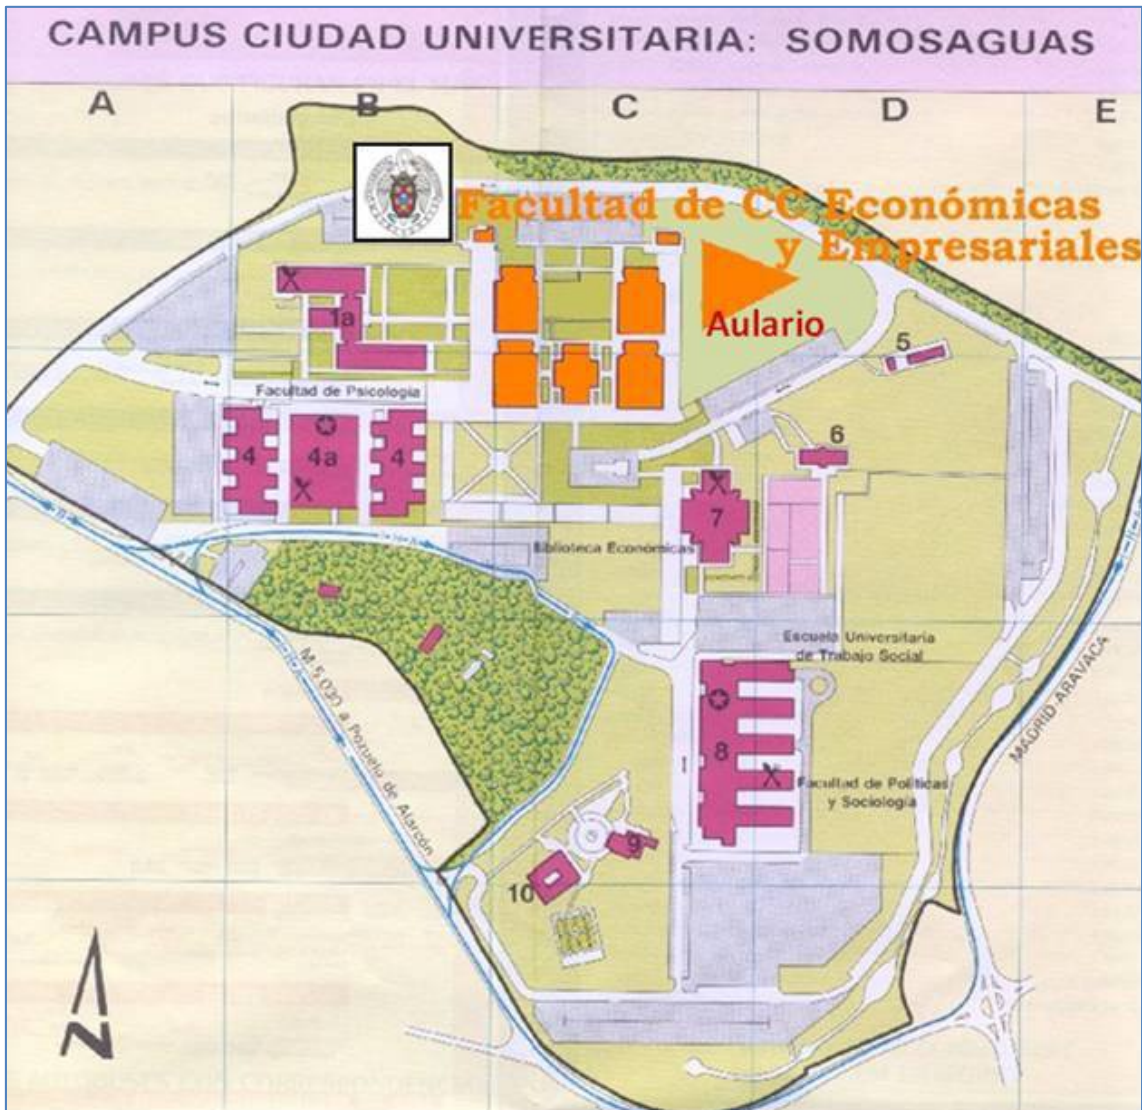 CAMPUS CIUDAD UNIVERSITARIA: SOMOSAGUAS
A
B
C
D
E
Facultad de CC Económicas
y Empresariales
Aulario
1a
5
Facultad de Psicología
4
4a
4
6
7
Biblioteca Económicas
Escuela Universitaria
de Trabajo Social
M-5.030 a Pozuelo de Alarcón
MADRID-ARAVACA
8
Facultad de Políticas
y Sociología
9
10
N